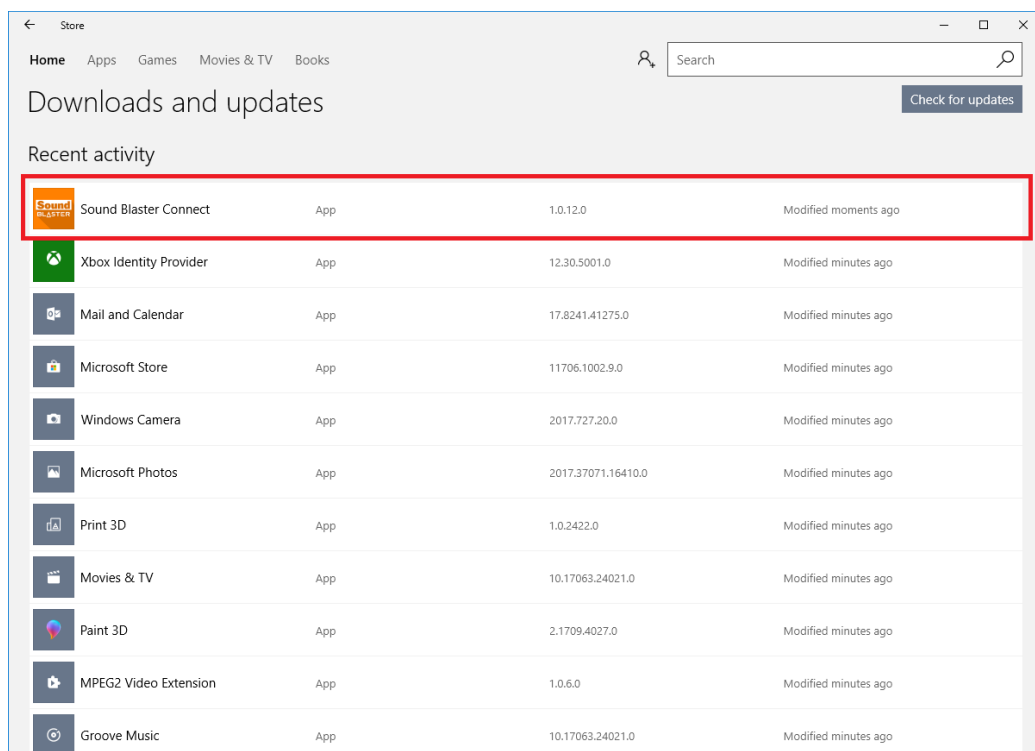 Store
Home Apps Games Movies & TV Books Search
Downloads and updates Check for updates
Recent activity
Sound BLASTER Sound Blaster Connect App 1.0.12.0 Modified moments ago
Xbox Identity Provider App 12.30.5001.0 Modified minutes ago
Mail and Calendar App 17.8241.41275.0 Modified minutes ago
Microsoft Store App 11706.1002.9.0 Modified minutes ago
Windows Camera App 2017.727.20.0 Modified minutes ago
Microsoft Photos App 2017.37071.16410.0 Modified minutes ago
Print 3D App 1.0.2422.0 Modified minutes ago
Movies & TV App 10.17063.24021.0 Modified minutes ago
Paint 3D App 2.1709.4027.0 Modified minutes ago
MPEG2 Video Extension App 1.0.6.0 Modified minutes ago
Groove Music App 10.17063.24021.0 Modified minutes ago